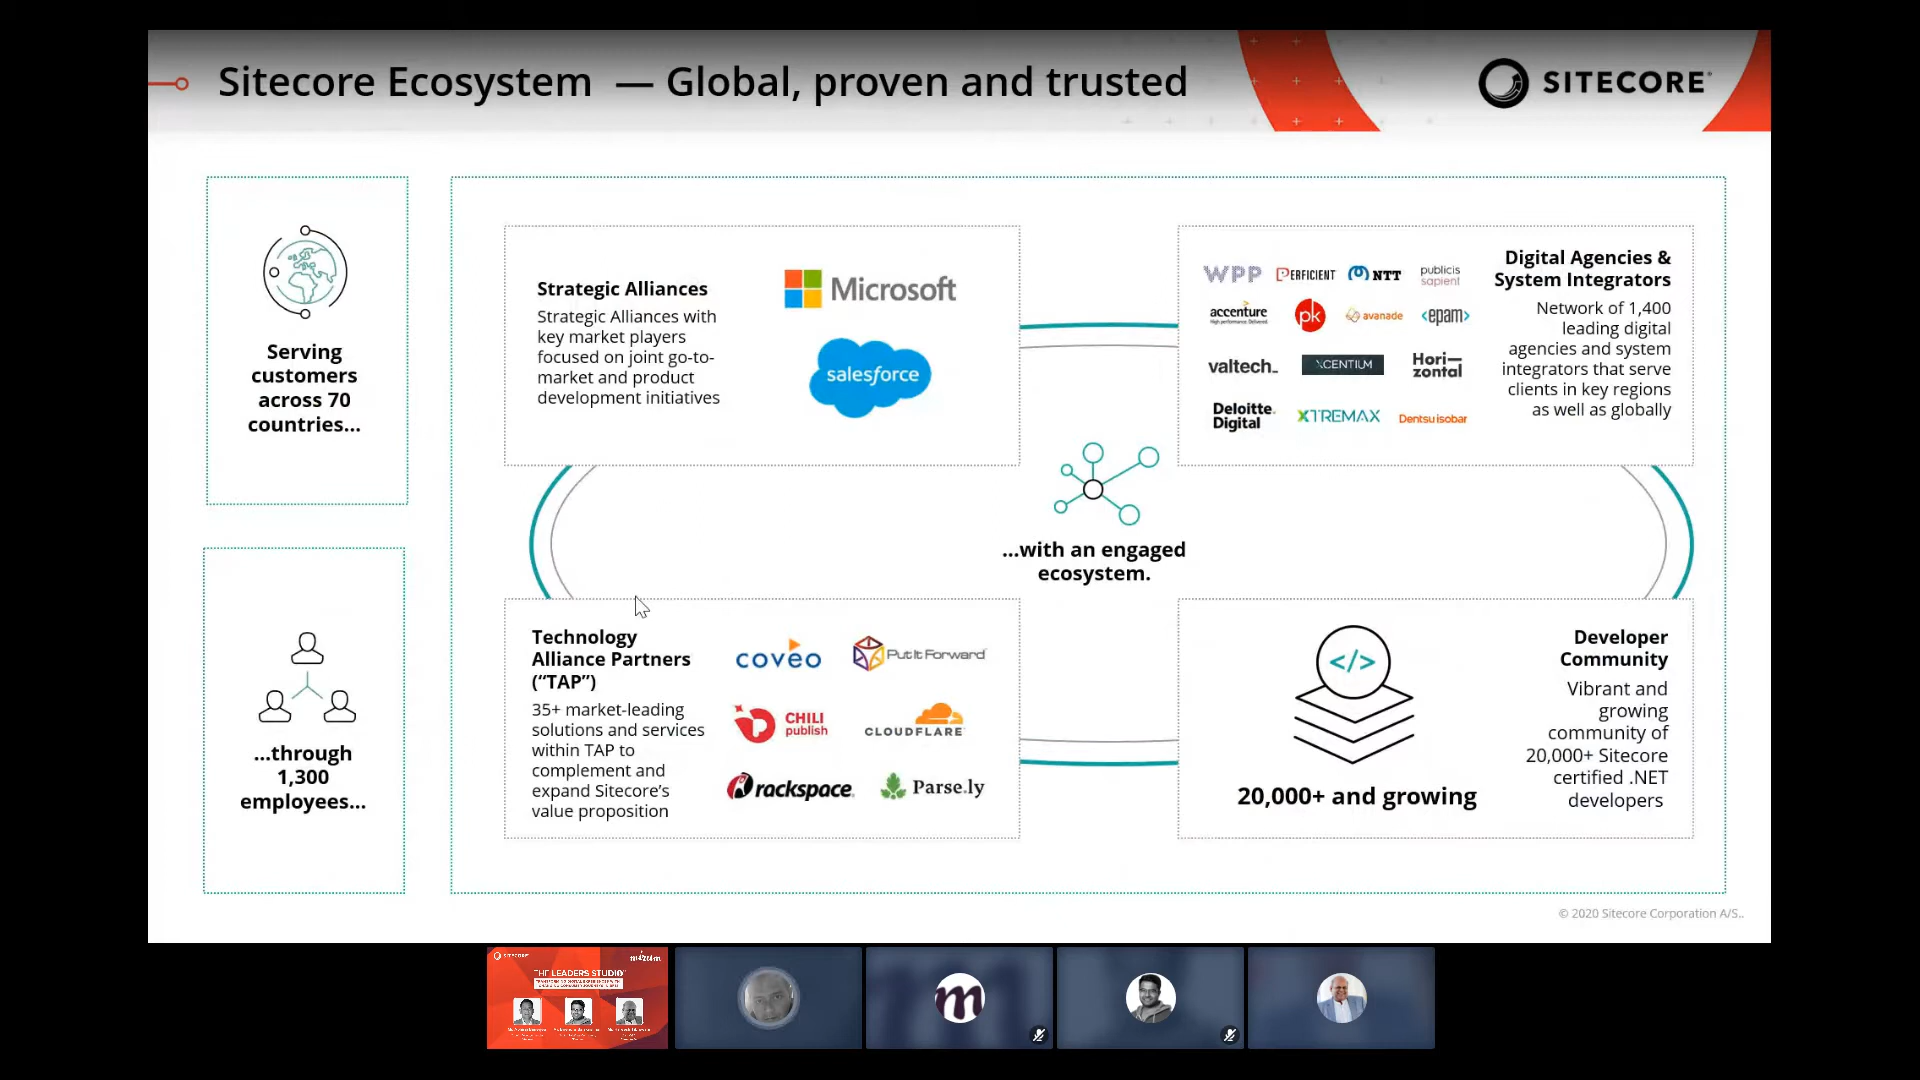 Sitecore Ecosystem — Global, proven and trusted
SITECORE
Serving
customers
across 70
countries...
...through
1,300
employees...
Strategic Alliances
Strategic Alliances with
key market players
focused on joint go-to-
market and product
development initiatives
Microsoft
salesforce
WPP PERFICIENT NTT publicis
sapient
accenture
High performance. Delivered.
pk avanade <epam>
valtech_ XCENTIUM Hori—
zontal
Deloitte.
Digital
XTREMAX Dentsu isobar
Digital Agencies &
System Integrators
Network of 1,400
leading digital
agencies and system
integrators that serve
clients in key regions
as well as globally
...with an engaged
ecosystem.
Technology
Alliance Partners
(“TAP”)
35+ market-leading
solutions and services
within TAP to
complement and
expand Sitecore’s
value proposition
coveo PutItForward
CHILI
publish
CLOUDFLARE
rackspace. Parse.ly
</>
20,000+ and growing
Developer
Community
Vibrant and
growing
community of
20,000+ Sitecore
certified .NET
developers
© 2020 Sitecore Corporation A/S..
SITECORE
THE LEADERS STUDIO
m